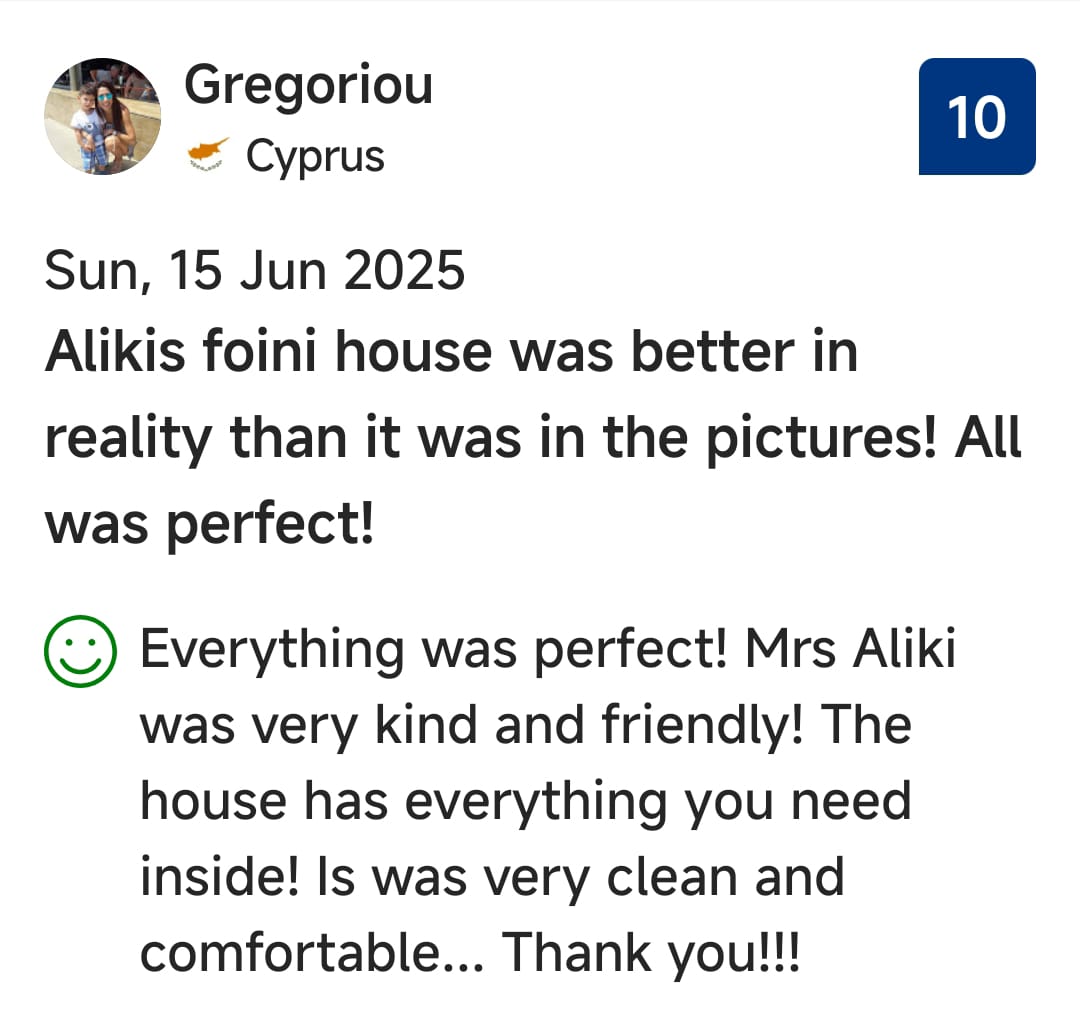 Gregoriou
Cyprus
10
Sun, 15 Jun 2025
Alikis foini house was better in
reality than it was in the pictures! All
was perfect!
Everything was perfect! Mrs Aliki
was very kind and friendly! The
house has everything you need
inside! Is was very clean and
comfortable... Thank you!!!